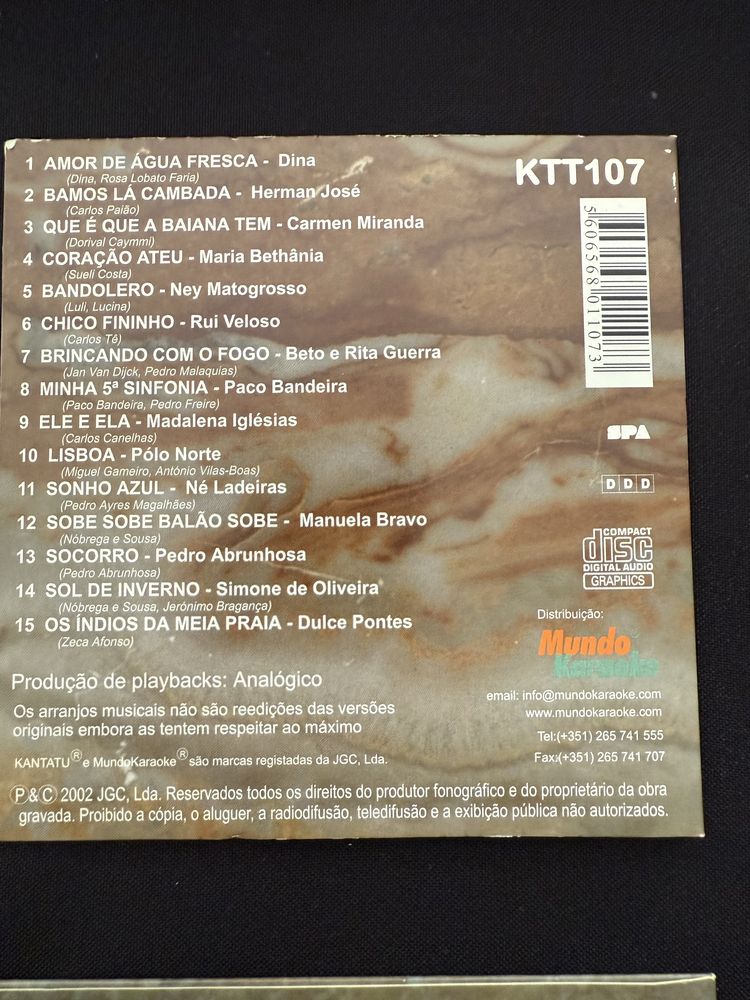 1 AMOR DE ÁGUA FRESCA - Dina
(Dina, Rosa Lobato Faria)
2 BAMOS LÁ CAMBADA - Herman José
(Carlos Paião)
3 QUE É QUE A BAIANA TEM - Carmen Miranda
(Dorival Caymmi)
4 CORAÇÃO ATEU - Maria Bethânia
(Sueli Costa)
5 BANDOLERO - Ney Matogrosso
(Luli, Lucina)
6 CHICO FININHO - Rui Veloso
(Carlos Tê)
7 BRINCANDO COM O FOGO - Beto e Rita Guerra
(Jan Van Dijck, Pedro Malaquias)
8 MINHA 5ª SINFONIA - Paco Bandeira
(Paco Bandeira, Pedro Freire)
9 ELE E ELA - Madalena Iglésias
(Carlos Canelhas)
10 LISBOA - Pólo Norte
(Miguel Gameiro, António Vilas-Boas)
11 SONHO AZUL - Né Ladeiras
(Pedro Ayres Magalhães)
12 SOBE SOBE BALÃO SOBE - Manuela Bravo
(Nóbrega e Sousa)
13 SOCORRO - Pedro Abrunhosa
(Pedro Abrunhosa)
14 SOL DE INVERNO - Simone de Oliveira
(Nóbrega e Sousa, Jerónimo Bragança)
15 OS ÍNDIOS DA MEIA PRAIA - Dulce Pontes
(Zeca Afonso)
KTT107
5606568011073
SPA
DDD
COMPACT
disc
DIGITAL AUDIO
GRAPHICS
Distribuição:
Mundo
Karaoke
email: info@mundokaraoke.com
www.mundokaraoke.com
Tel:(+351) 265 741 555
Fax:(+351) 265 741 707
Produção de playbacks: Analógico
Os arranjos musicais não são reedições das versões
originais embora as tentem respeitar ao máximo
KANTATU® e MundoKaraoke® são marcas registadas da JGC, Lda.
Ⓟ&Ⓒ 2002 JGC, Lda. Reservados todos os direitos do produtor fonográfico e do proprietário da obra
gravada. Proibido a cópia, o aluguer, a radiodifusão, teledifusão e a exibição pública não autorizados.